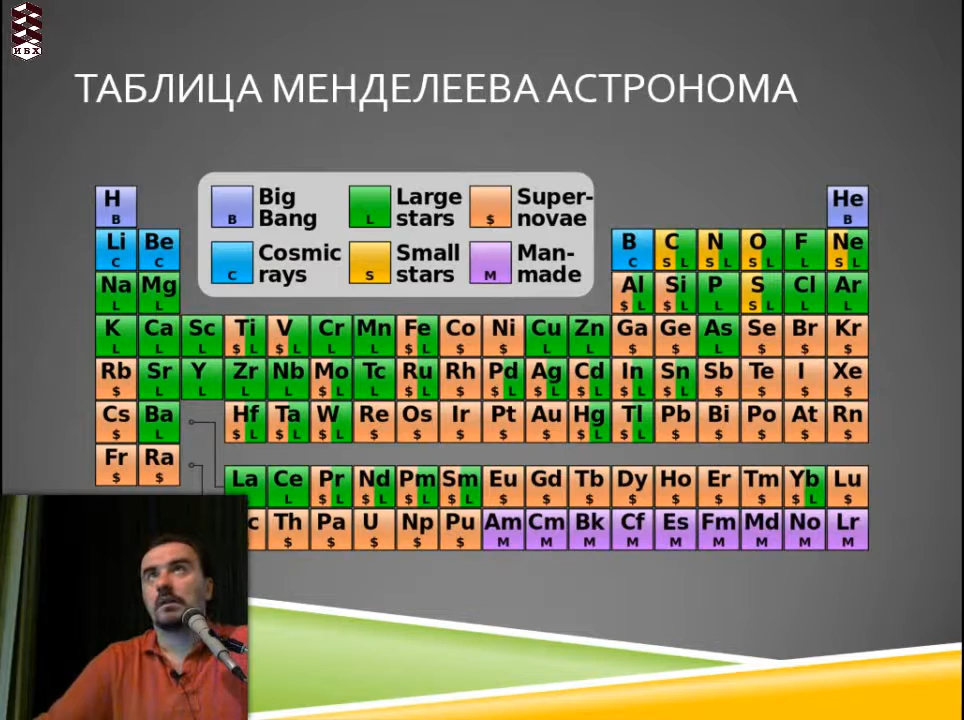 ИБХ
ТАБЛИЦА МЕНДЕЛЕЕВА АСТРОНОМА
Big Bang B
Large stars L
Super-novae $
Cosmic rays C
Small stars S
Man-made M
H He
B B
Li Be B C N O F Ne
C C C S L S L S L L S L
Na Mg Al Si P S Cl Ar
L L $ L $ L L S L L L
K Ca Sc Ti V Cr Mn Fe Co Ni Cu Zn Ga Ge As Se Br Kr
L L L $ L $ L L L $ L $ $ L L $ $ L $ $ $
Rb Sr Y Zr Nb Mo Tc Ru Rh Pd Ag Cd In Sn Sb Te I Xe
$ L L L L $ L L $ L $ $ L $ L $ L $ L $ L $ $ $ $
Cs Ba Hf Ta W Re Os Ir Pt Au Hg Tl Pb Bi Po At Rn
$ L $ L $ L $ L $ $ $ $ $ $ L $ L $ $ $ $ $
Fr Ra
$ $
La Ce Pr Nd Pm Sm Eu Gd Tb Dy Ho Er Tm Yb Lu
L $ L $ L $ L $ L $ $ $ $ $ $ $ $ L $
c Th Pa U Np Pu Am Cm Bk Cf Es Fm Md No Lr
$ $ $ $ $ M M M M M M M M M